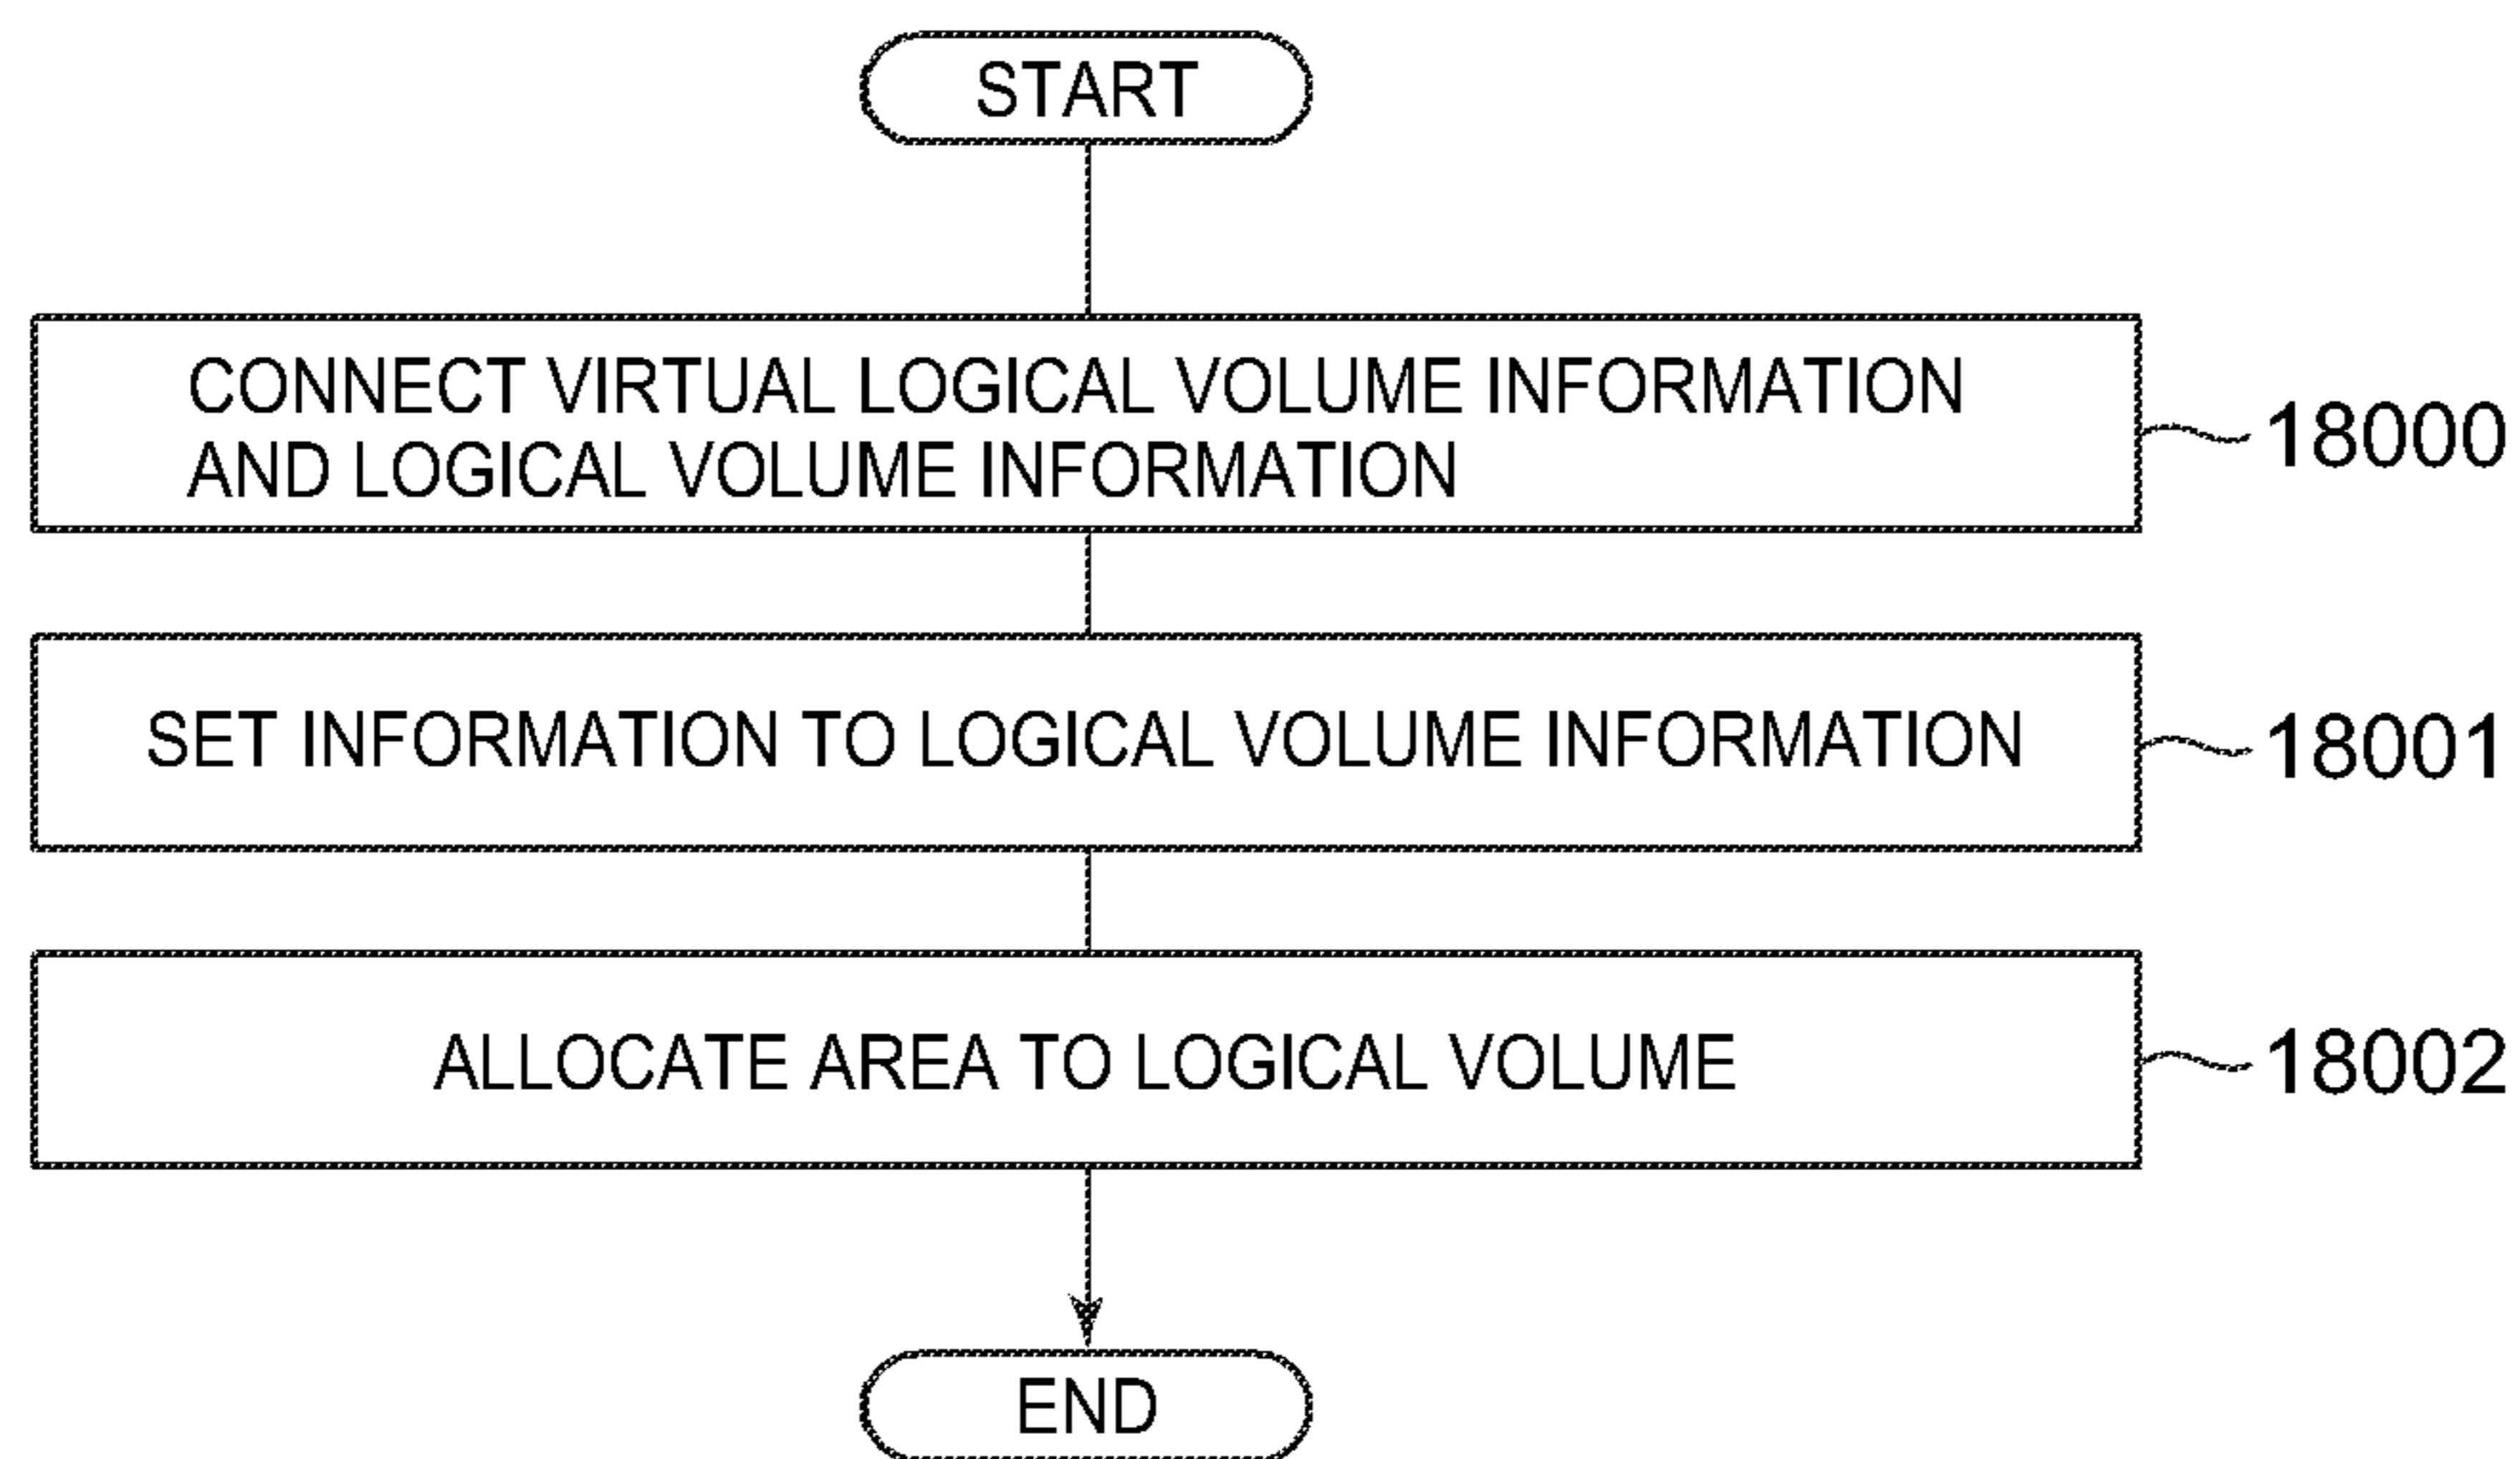 START
CONNECT VIRTUAL LOGICAL VOLUME INFORMATION
AND LOGICAL VOLUME INFORMATION
18000
SET INFORMATION TO LOGICAL VOLUME INFORMATION
18001
ALLOCATE AREA TO LOGICAL VOLUME
18002
END